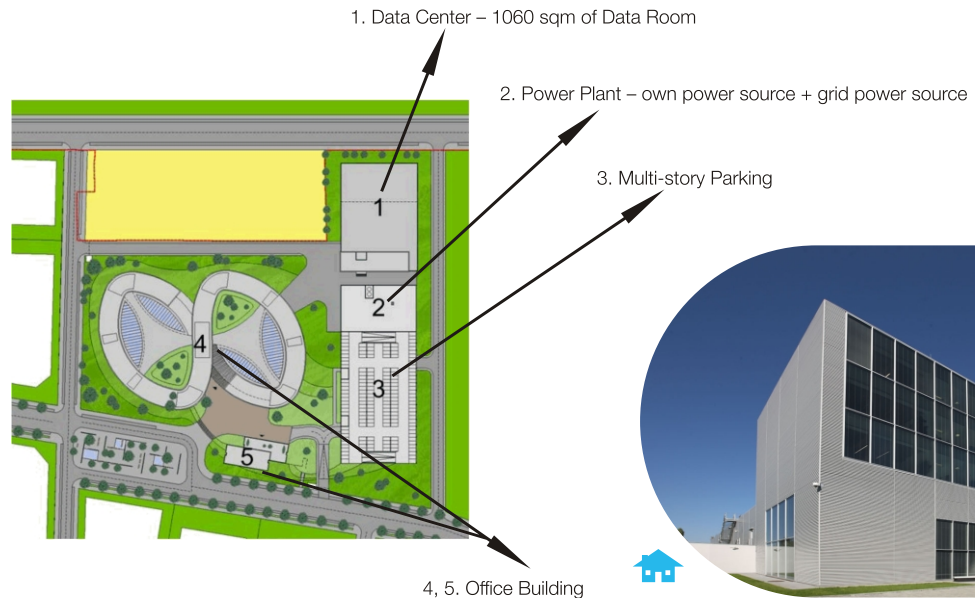 1. Data Center – 1060 sqm of Data Room
2. Power Plant – own power source + grid power source
3. Multi-story Parking
1
2
3
4
5
4, 5. Office Building